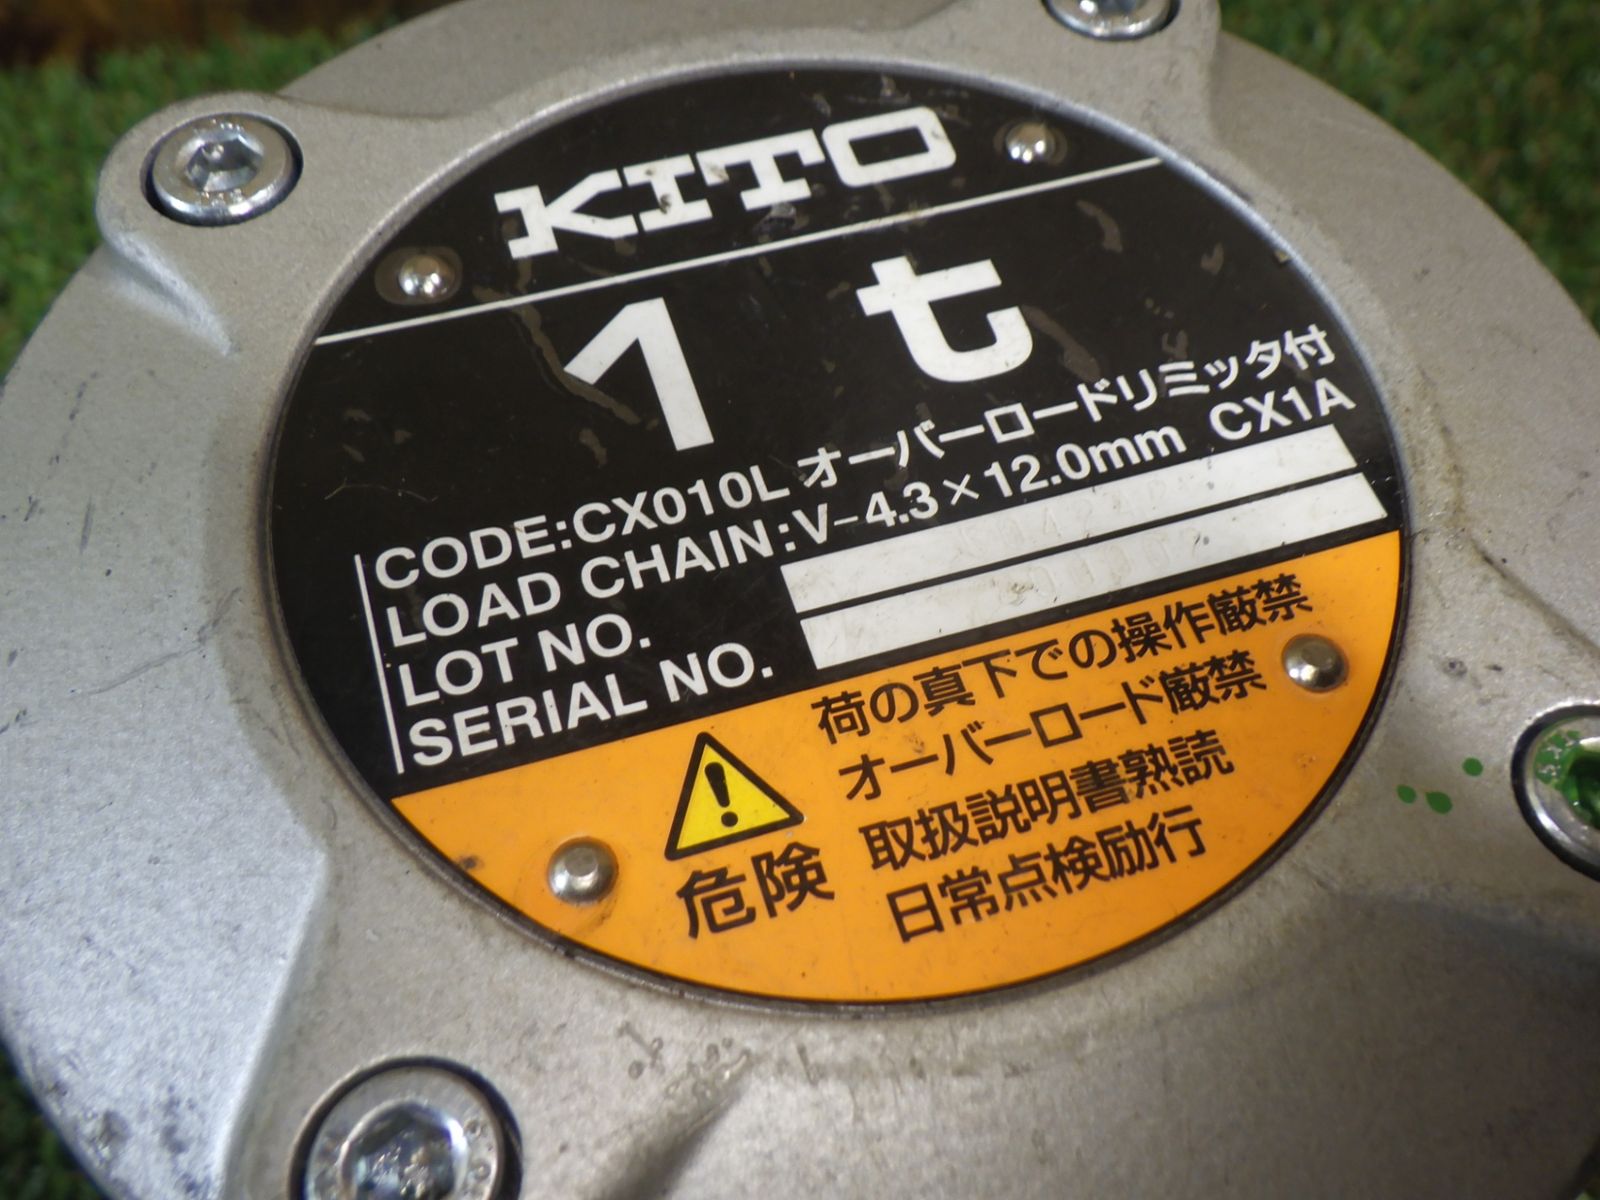 KITO
1 t
CODE:CX010L オーバーロードリミッタ付
LOAD CHAIN:V-4.3×12.0mm CX1A
LOT NO.
SERIAL NO.
荷の真下での操作厳禁
オーバーロード厳禁
取扱説明書熟読
日常点検励行
危険